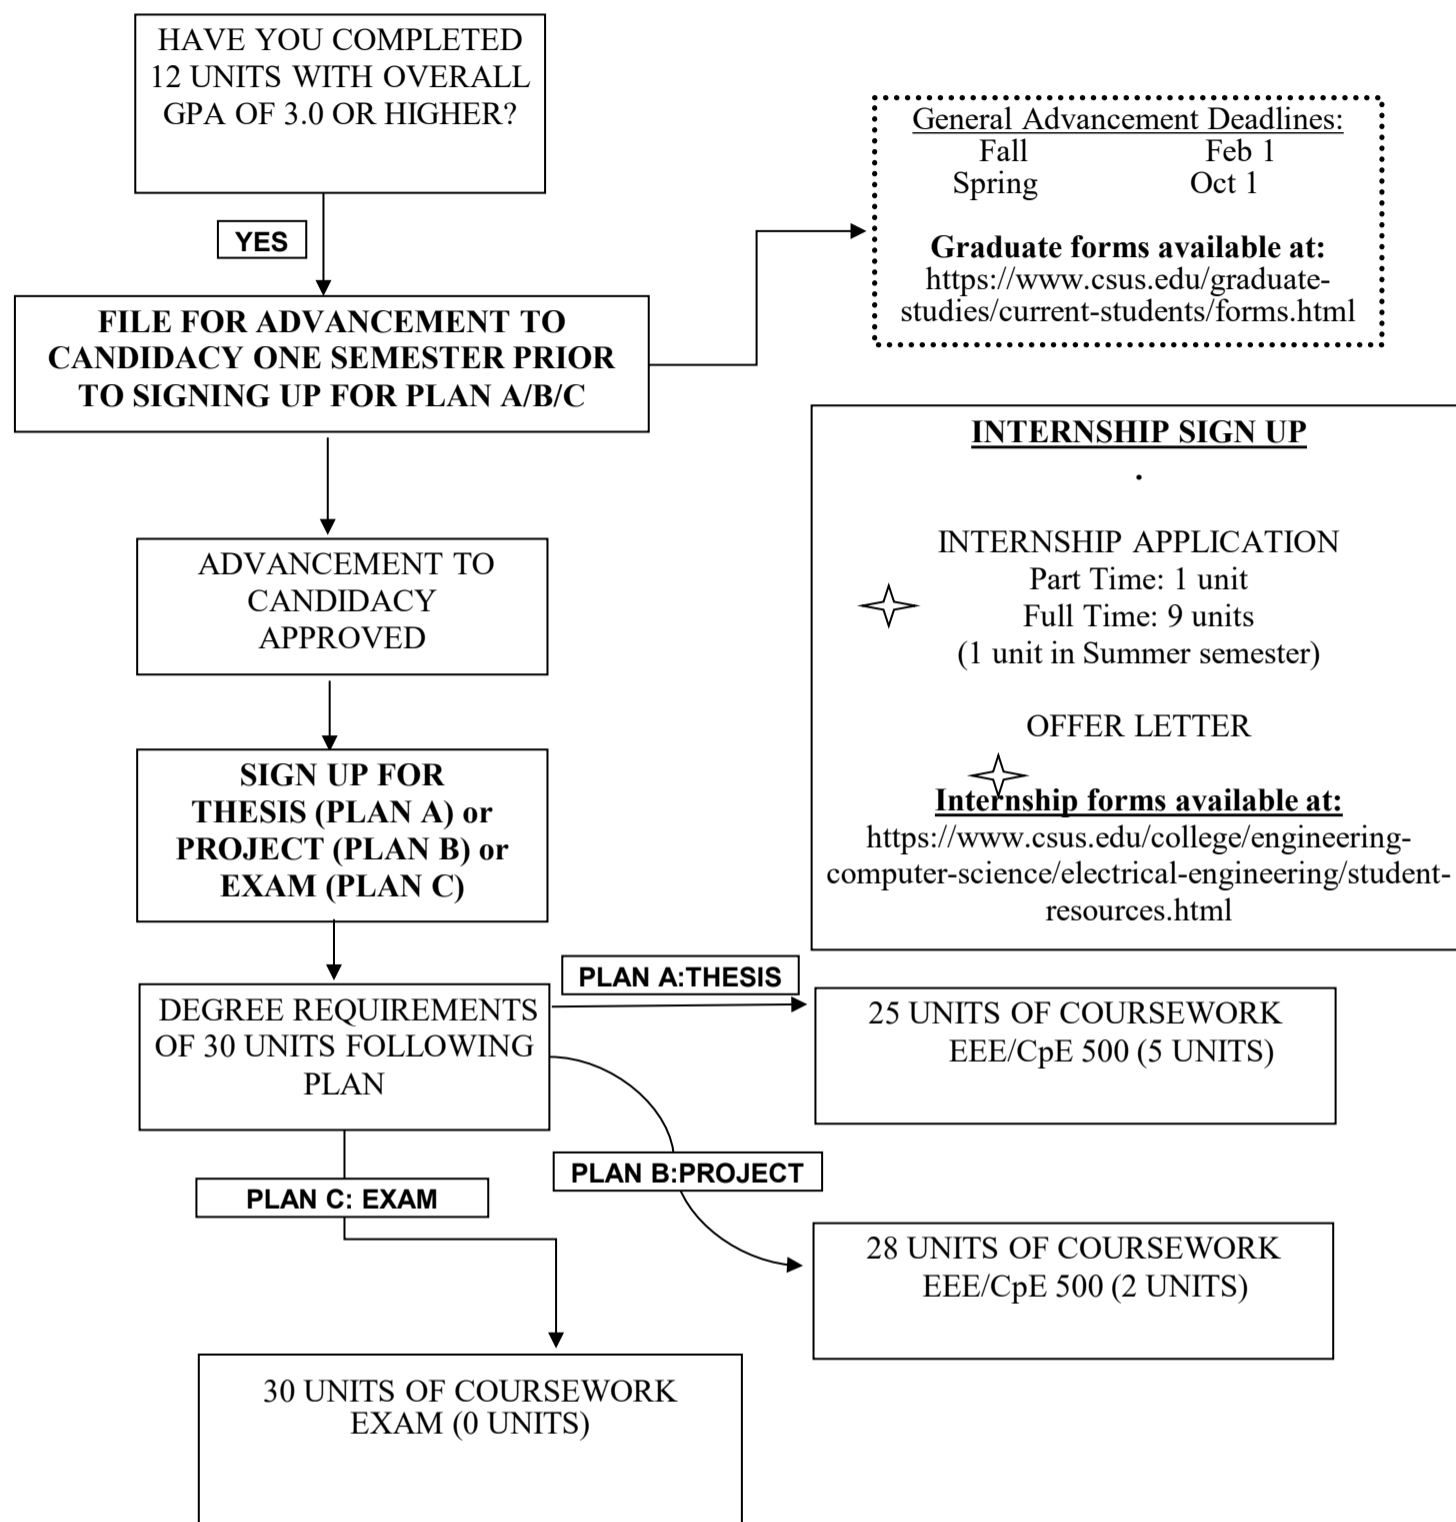 HAVE YOU COMPLETED
12 UNITS WITH OVERALL
GPA OF 3.0 OR HIGHER?
YES
General Advancement Deadlines:
Fall Feb 1
Spring Oct 1
Graduate forms available at:
https://www.csus.edu/graduate-
studies/current-students/forms.html
FILE FOR ADVANCEMENT TO
CANDIDACY ONE SEMESTER PRIOR
TO SIGNING UP FOR PLAN A/B/C
INTERNSHIP SIGN UP
.
INTERNSHIP APPLICATION
Part Time: 1 unit
Full Time: 9 units
(1 unit in Summer semester)
OFFER LETTER
Internship forms available at:
https://www.csus.edu/college/engineering-
computer-science/electrical-engineering/student-
resources.html
ADVANCEMENT TO
CANDIDACY
APPROVED
SIGN UP FOR
THESIS (PLAN A) or
PROJECT (PLAN B) or
EXAM (PLAN C)
DEGREE REQUIREMENTS
OF 30 UNITS FOLLOWING
PLAN
PLAN A:THESIS
25 UNITS OF COURSEWORK
EEE/CpE 500 (5 UNITS)
PLAN B:PROJECT
28 UNITS OF COURSEWORK
EEE/CpE 500 (2 UNITS)
PLAN C: EXAM
30 UNITS OF COURSEWORK
EXAM (0 UNITS)